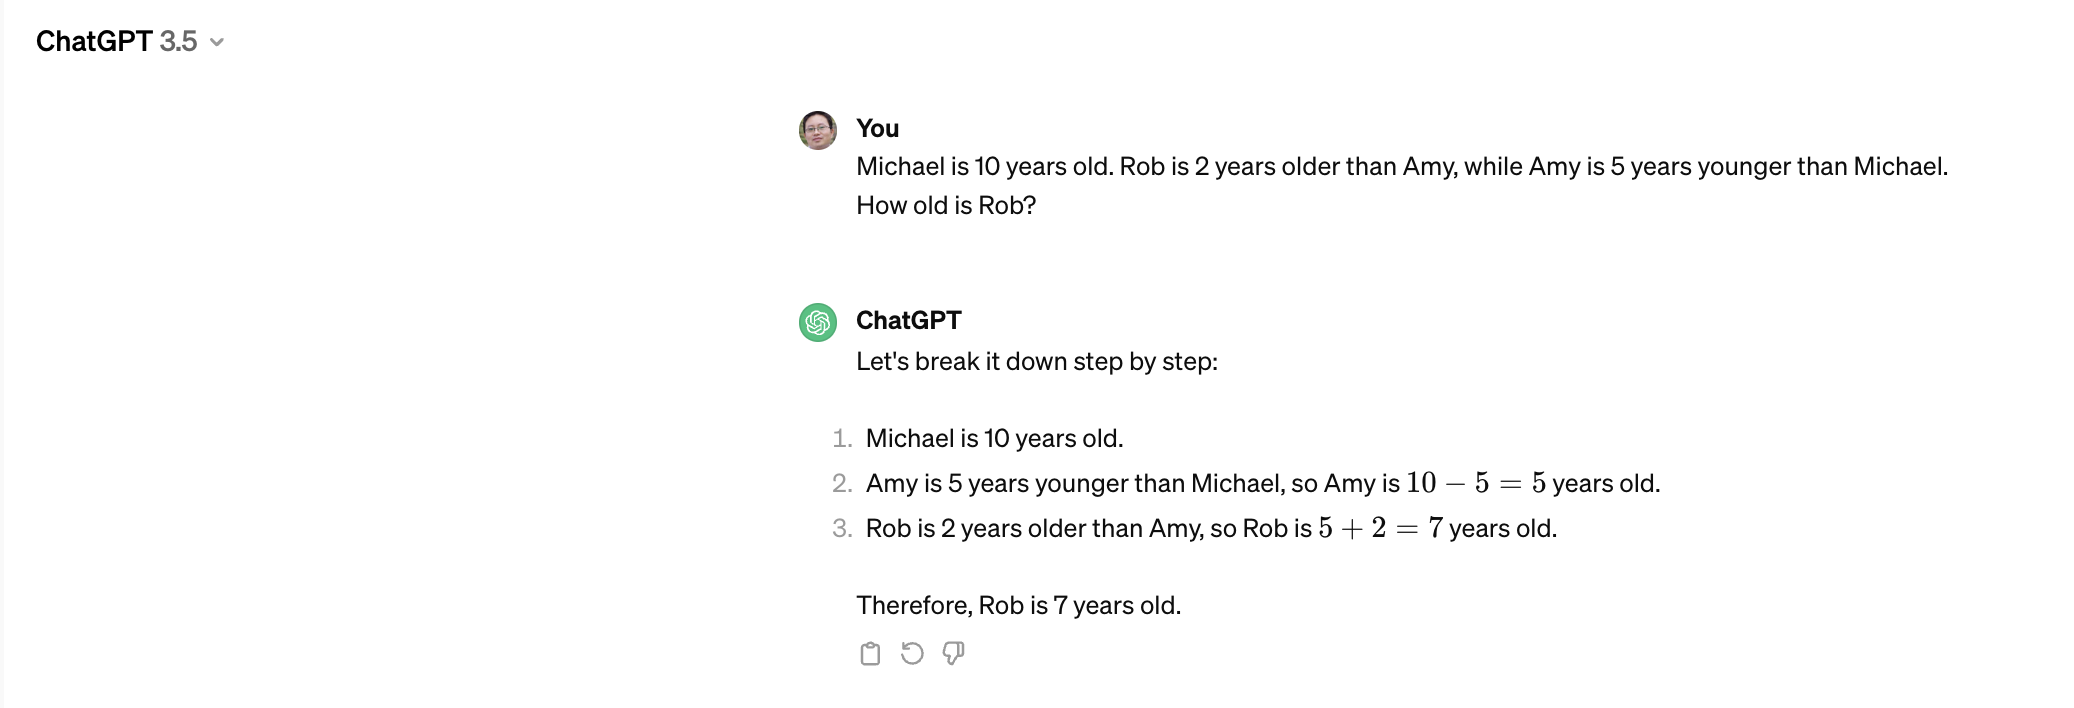 ChatGPT 3.5
You
Michael is 10 years old. Rob is 2 years older than Amy, while Amy is 5 years younger than Michael.
How old is Rob?
ChatGPT
Let's break it down step by step:
1. Michael is 10 years old.
2. Amy is 5 years younger than Michael, so Amy is 10 − 5 = 5 years old.
3. Rob is 2 years older than Amy, so Rob is 5 + 2 = 7 years old.
Therefore, Rob is 7 years old.